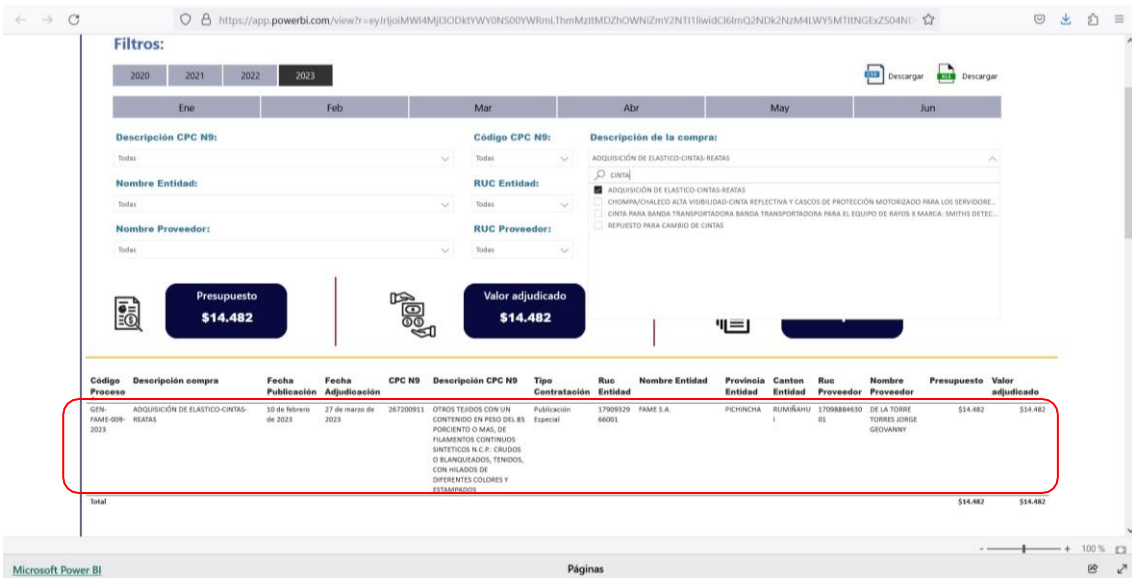 https://app.powerbi.com/view?r=
Filtros:
2020 2021 2022 2023 Descargar Descargar
Ene Feb Mar Abr May Jun
Descripción CPC N9: Código CPC N9: Descripción de la compra:
Todas Todas ADQUISICIÓN DE ELASTICO-CINTAS-REATAS
CINTA
Nombre Entidad: RUC Entidad: ADQUISICIÓN DE ELASTICO-CINTAS-REATAS
Todas Todas CHOMPA/CHALECO ALTA VISIBILIDAD-CINTA REFLECTIVA Y CASCOS DE PROTECCIÓN MOTORIZADO PARA LOS SERVIDORE...
CINTA PARA BANDA TRANSPORTADORA BANDA TRANSPORTADORA PARA EL EQUIPO DE RAYOS X MARCA: SMITHS DETEC...
Nombre Proveedor: RUC Proveedor: REPUESTO PARA CAMBIO DE CINTAS
Todas Todas
Presupuesto Valor adjudicado
$14.482 $14.482
Código Descripción compra Fecha Fecha CPC N9 Descripción CPC N9 Tipo Ruc Nombre Entidad Provincia Canton Ruc Nombre Presupuesto Valor
Proceso Publicación Adjudicación Contratación Entidad Entidad Entidad Proveedor Proveedor adjudicado
GEN- ADQUISICIÓN DE ELASTICO-CINTAS- 10 de febrero 27 de marzo de 267200911 OTROS TEJIDOS CON UN Publicación 17909329 FAME S.A. PICHINCHA RUMIÑAHU 17098884630 DE LA TORRE $14.482 $14.482
FAME-009- REATAS de 2023 2023 CONTENIDO EN PESO DEL 85 Especial 66001 I 01 TORRES JORGE
2023 PORCIENTO O MAS, DE GEOVANNY
FILAMENTOS CONTINUOS
SINTETICOS N.C.P.: CRUDOS
O BLANQUEADOS, TENIDOS,
CON HILADOS DE
DIFERENTES COLORES Y
ESTAMPADOS
Total $14.482 $14.482
- + 100 %
Microsoft Power BI Páginas